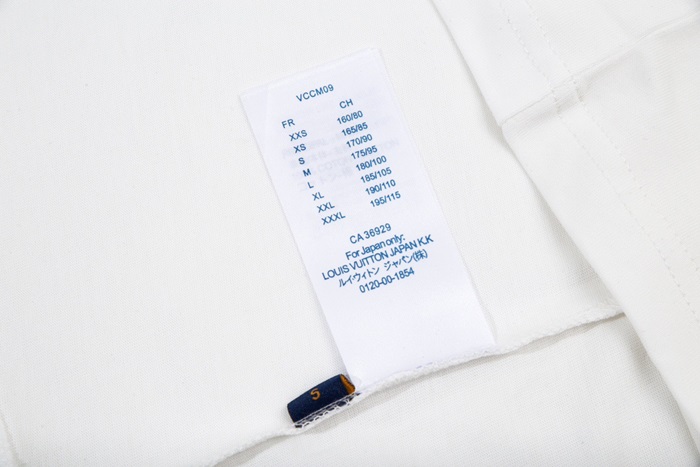 VCCM09
FR CH
XXS 160/80
XS 165/85
S 170/90
M 175/95
L 180/100
XL 185/105
XXL 190/110
XXXL 195/115
CA36929
For Japan only:
LOUIS VUITTON JAPAN K.K
ルイ・ヴィトン ジャパン(株)
0120-00-1854
S